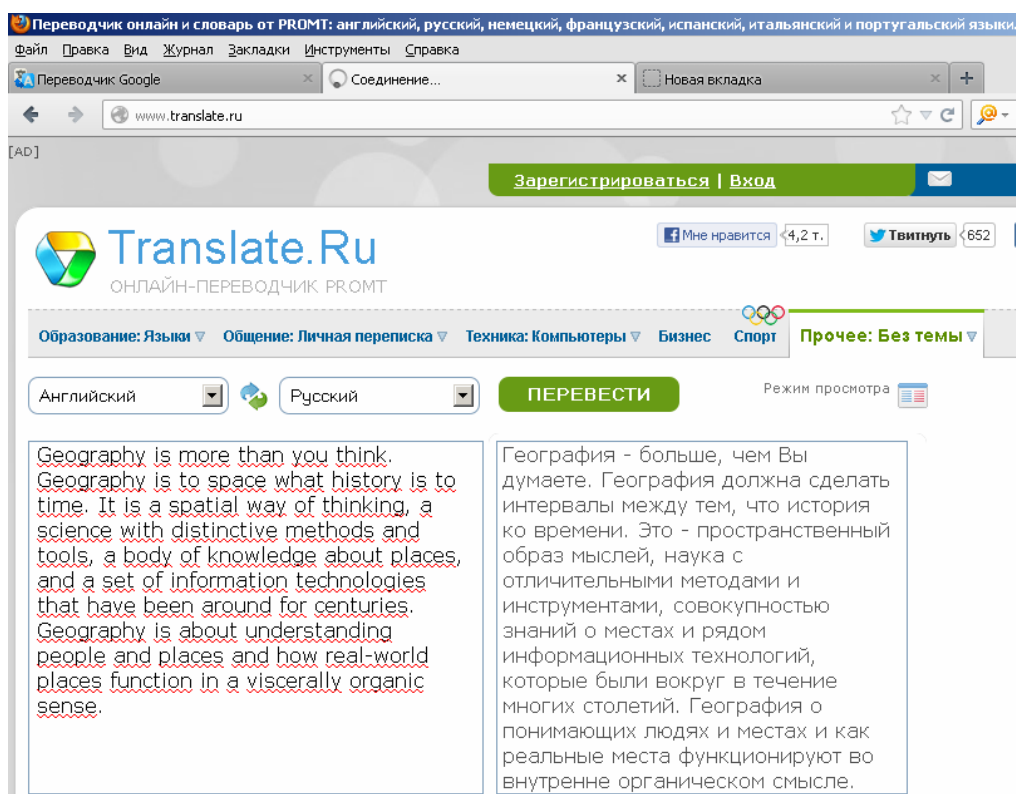 Переводчик онлайн и словарь от PROMT: английский, русский, немецкий, французский, испанский, итальянский и португальский языки.
Файл Правка Вид Журнал Закладки Инструменты Справка
Переводчик Google × Соединение... × Новая вкладка × +
www.translate.ru
[AD]
Зарегистрироваться | Вход
Translate.Ru
ОНЛАЙН-ПЕРЕВОДЧИК PROMT
Мне нравится 4,2 т. Твитнуть 652
Образование: Языки Общение: Личная переписка Техника: Компьютеры Бизнес Спорт Прочее: Без темы
Английский Русский ПЕРЕВЕСТИ Режим просмотра
Geography is more than you think.
Geography is to space what history is to
time. It is a spatial way of thinking, a
science with distinctive methods and
tools, a body of knowledge about places,
and a set of information technologies
that have been around for centuries.
Geography is about understanding
people and places and how real-world
places function in a viscerally organic
sense.
География - больше, чем Вы
думаете. География должна сделать
интервалы между тем, что история
ко времени. Это - пространственный
образ мыслей, наука с
отличительными методами и
инструментами, совокупностью
знаний о местах и рядом
информационных технологий,
которые были вокруг в течение
многих столетий. География о
понимающих людях и местах и как
реальные места функционируют во
внутренне органическом смысле.